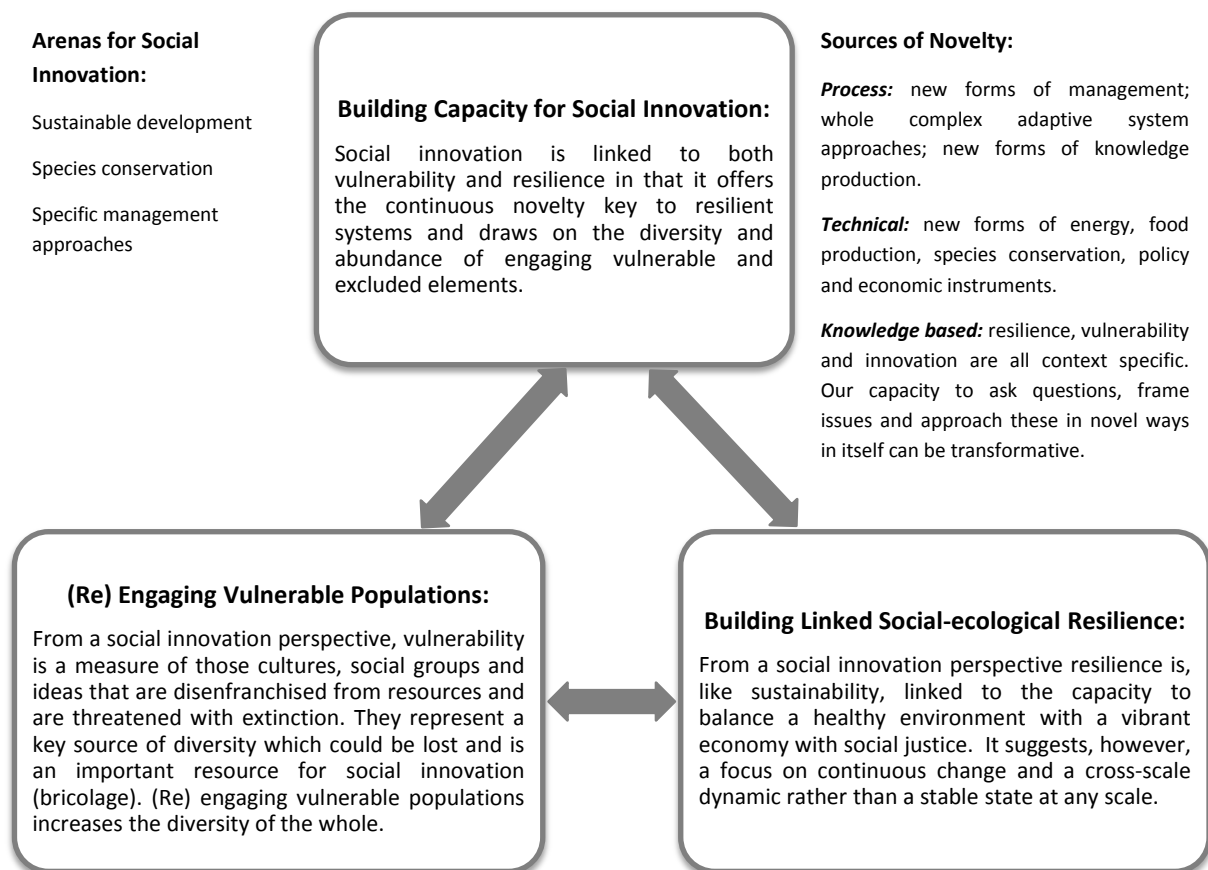 Arenas for Social
Innovation:
Sustainable development
Species conservation
Specific management
approaches
Building Capacity for Social Innovation:
Social innovation is linked to both
vulnerability and resilience in that it offers
the continuous novelty key to resilient
systems and draws on the diversity and
abundance of engaging vulnerable and
excluded elements.
Sources of Novelty:
Process: new forms of management;
whole complex adaptive system
approaches; new forms of knowledge
production.
Technical: new forms of energy, food
production, species conservation, policy
and economic instruments.
Knowledge based: resilience, vulnerability
and innovation are all context specific.
Our capacity to ask questions, frame
issues and approach these in novel ways
in itself can be transformative.
(Re) Engaging Vulnerable Populations:
From a social innovation perspective, vulnerability
is a measure of those cultures, social groups and
ideas that are disenfranchised from resources and
are threatened with extinction. They represent a
key source of diversity which could be lost and is
an important resource for social innovation
(bricolage). (Re) engaging vulnerable populations
increases the diversity of the whole.
Building Linked Social-ecological Resilience:
From a social innovation perspective resilience is,
like sustainability, linked to the capacity to
balance a healthy environment with a vibrant
economy with social justice. It suggests, however,
a focus on continuous change and a cross-scale
dynamic rather than a stable state at any scale.